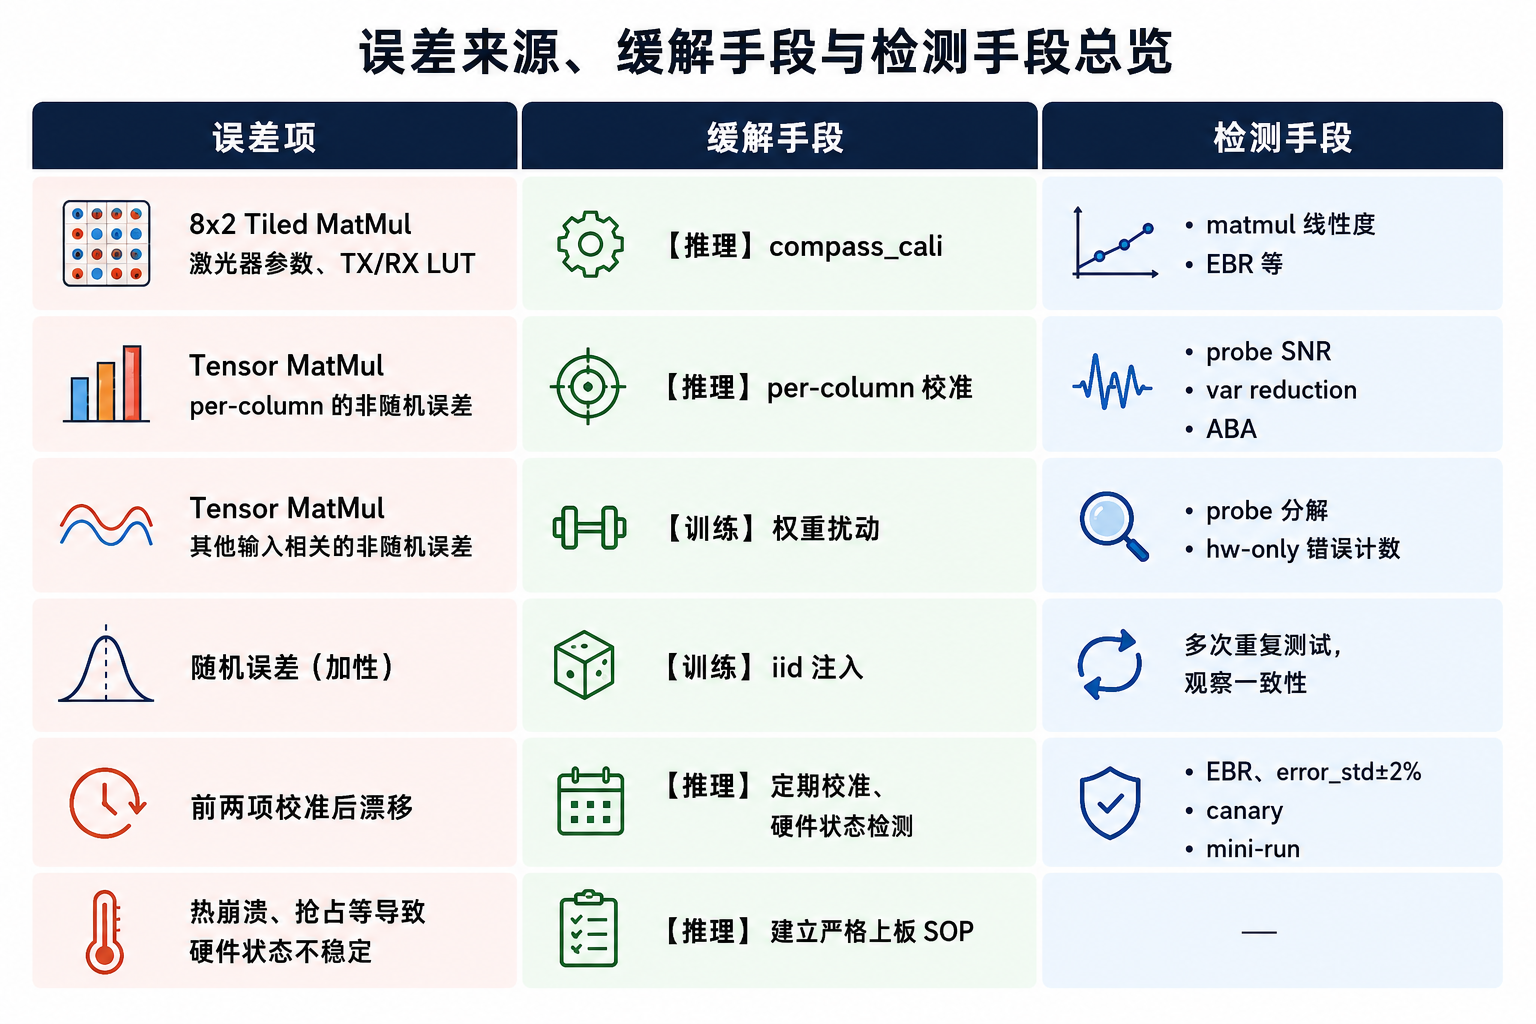 误差来源、缓解手段与检测手段总览
误差项
缓解手段
检测手段
8x2 Tiled MatMul
激光器参数、TX/RX LUT
【推理】compass_cali
• matmul 线性度
• EBR 等
Tensor MatMul
per-column 的非随机误差
【推理】per-column 校准
• probe SNR
• var reduction
• ABA
Tensor MatMul
其他输入相关的非随机误差
【训练】权重扰动
• probe 分解
• hw-only 错误计数
随机误差（加性）
【训练】iid 注入
多次重复测试，
观察一致性
前两项校准后漂移
【推理】定期校准、
硬件状态检测
• EBR、error_std±2%
• canary
• mini-run
热崩溃、抢占等导致
硬件状态不稳定
【推理】建立严格上板 SOP
—